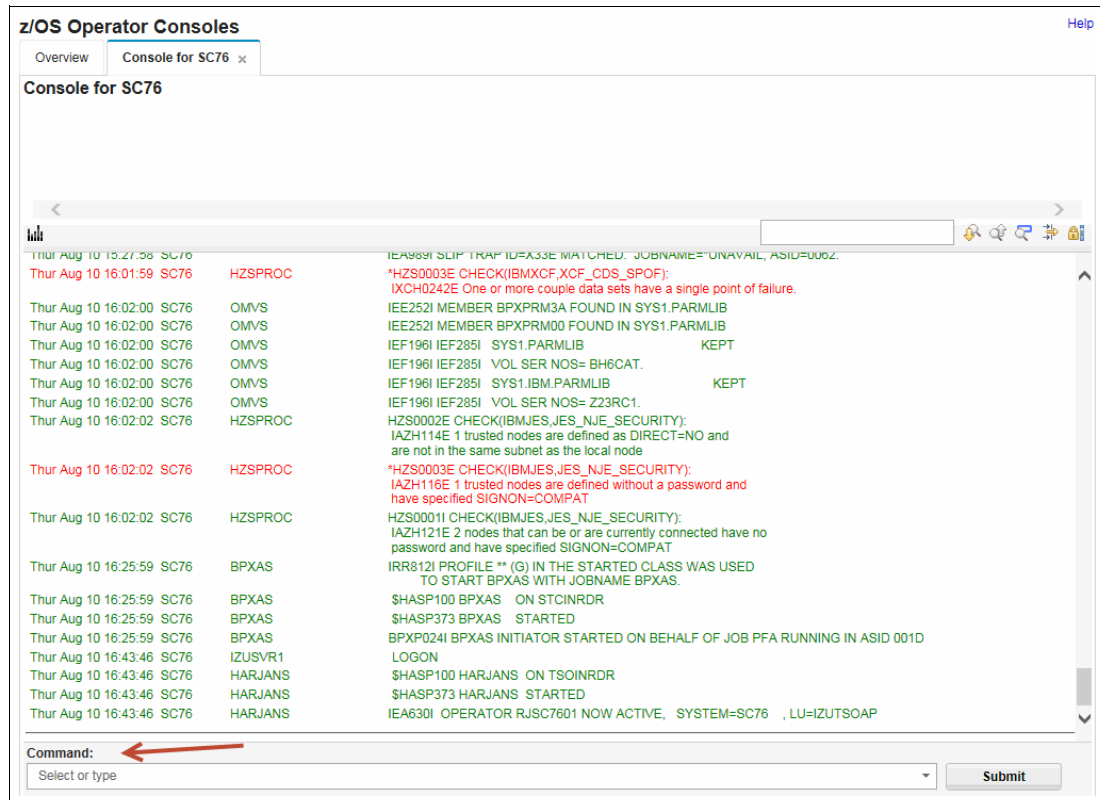 z/OS Operator Consoles
Help
Overview
Console for SC76 x
Console for SC76
Thur Aug 10 15:27:58 SC76 IEA989I SLIP TRAP ID=X33E MATCHED. JOBNAME=*UNAVAIL, ASID=0062.
Thur Aug 10 16:01:59 SC76 HZSPROC *HZS0003E CHECK(IBMXCF,XCF_CDS_SPOF):
IXCH0242E One or more couple data sets have a single point of failure.
Thur Aug 10 16:02:00 SC76 OMVS IEE252I MEMBER BPXPRM3A FOUND IN SYS1.PARMLIB
Thur Aug 10 16:02:00 SC76 OMVS IEE252I MEMBER BPXPRM00 FOUND IN SYS1.PARMLIB
Thur Aug 10 16:02:00 SC76 OMVS IEF196I IEF285I SYS1.PARMLIB KEPT
Thur Aug 10 16:02:00 SC76 OMVS IEF196I IEF285I VOL SER NOS= BH6CAT.
Thur Aug 10 16:02:00 SC76 OMVS IEF196I IEF285I SYS1.IBM.PARMLIB KEPT
Thur Aug 10 16:02:00 SC76 OMVS IEF196I IEF285I VOL SER NOS= Z23RC1.
Thur Aug 10 16:02:02 SC76 HZSPROC HZS0002E CHECK(IBMJES,JES_NJE_SECURITY):
IAZH114E 1 trusted nodes are defined as DIRECT=NO and
are not in the same subnet as the local node
Thur Aug 10 16:02:02 SC76 HZSPROC *HZS0003E CHECK(IBMJES,JES_NJE_SECURITY):
IAZH116E 1 trusted nodes are defined without a password and
have specified SIGNON=COMPAT
Thur Aug 10 16:02:02 SC76 HZSPROC HZS0001I CHECK(IBMJES,JES_NJE_SECURITY):
IAZH121E 2 nodes that can be or are currently connected have no
password and have specified SIGNON=COMPAT
Thur Aug 10 16:25:59 SC76 BPXAS IRR812I PROFILE ** (G) IN THE STARTED CLASS WAS USED
TO START BPXAS WITH JOBNAME BPXAS.
Thur Aug 10 16:25:59 SC76 BPXAS $HASP100 BPXAS ON STCINRDR
Thur Aug 10 16:25:59 SC76 BPXAS $HASP373 BPXAS STARTED
Thur Aug 10 16:25:59 SC76 BPXAS BPXP024I BPXAS INITIATOR STARTED ON BEHALF OF JOB PFA RUNNING IN ASID 001D
Thur Aug 10 16:43:46 SC76 IZUSVR1 LOGON
Thur Aug 10 16:43:46 SC76 HARJANS $HASP100 HARJANS ON TSOINRDR
Thur Aug 10 16:43:46 SC76 HARJANS $HASP373 HARJANS STARTED
Thur Aug 10 16:43:46 SC76 HARJANS IEA630I OPERATOR RJSC7601 NOW ACTIVE, SYSTEM=SC76 , LU=IZUTSOAP
Command:
Select or type
Submit